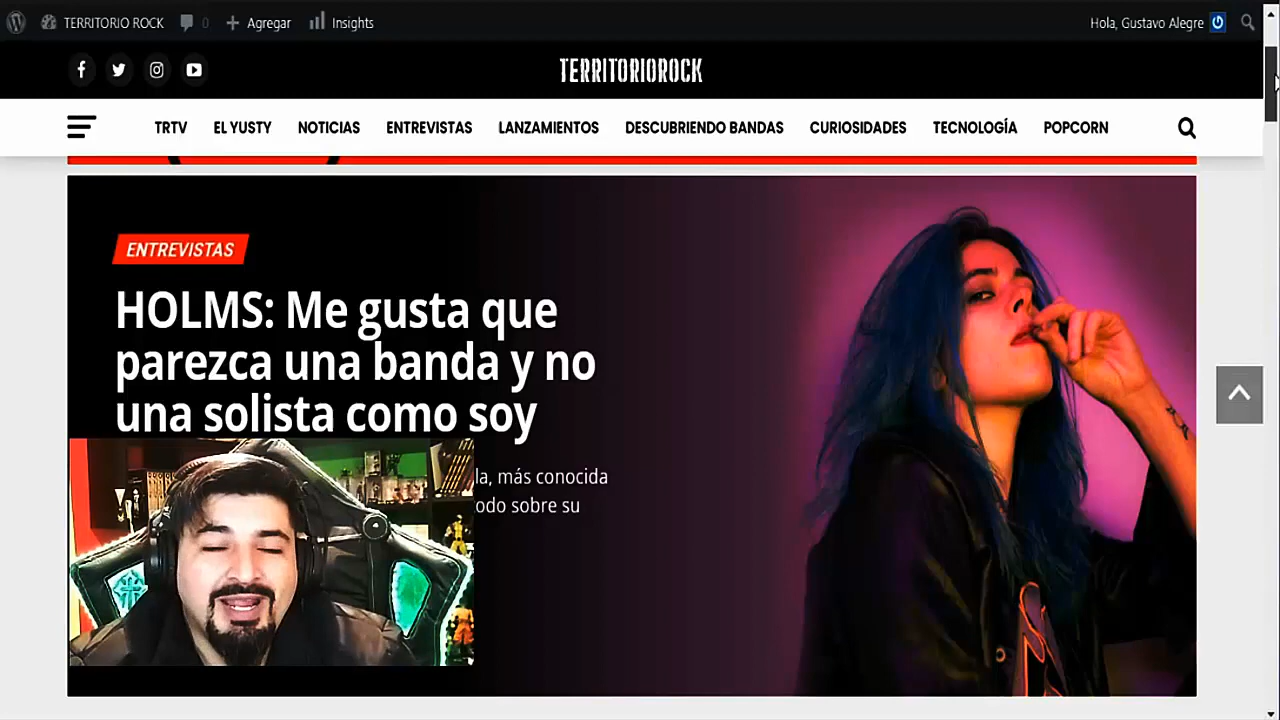 TERRITORIO ROCK 0 Agregar Insights Hola, Gustavo Alegre
TERRITORIOROCK
TRTV EL YUSTY NOTICIAS ENTREVISTAS LANZAMIENTOS DESCUBRIENDO BANDAS CURIOSIDADES TECNOLOGÍA POPCORN
ENTREVISTAS
HOLMS: Me gusta que
parezca una banda y no
una solista como soy
la, más conocida
odo sobre su